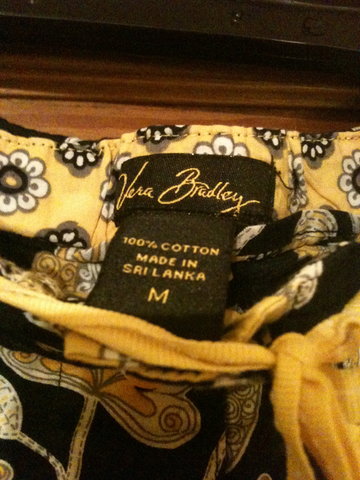 Vera Bradley
100% COTTON
MADE IN
SRI LANKA
M